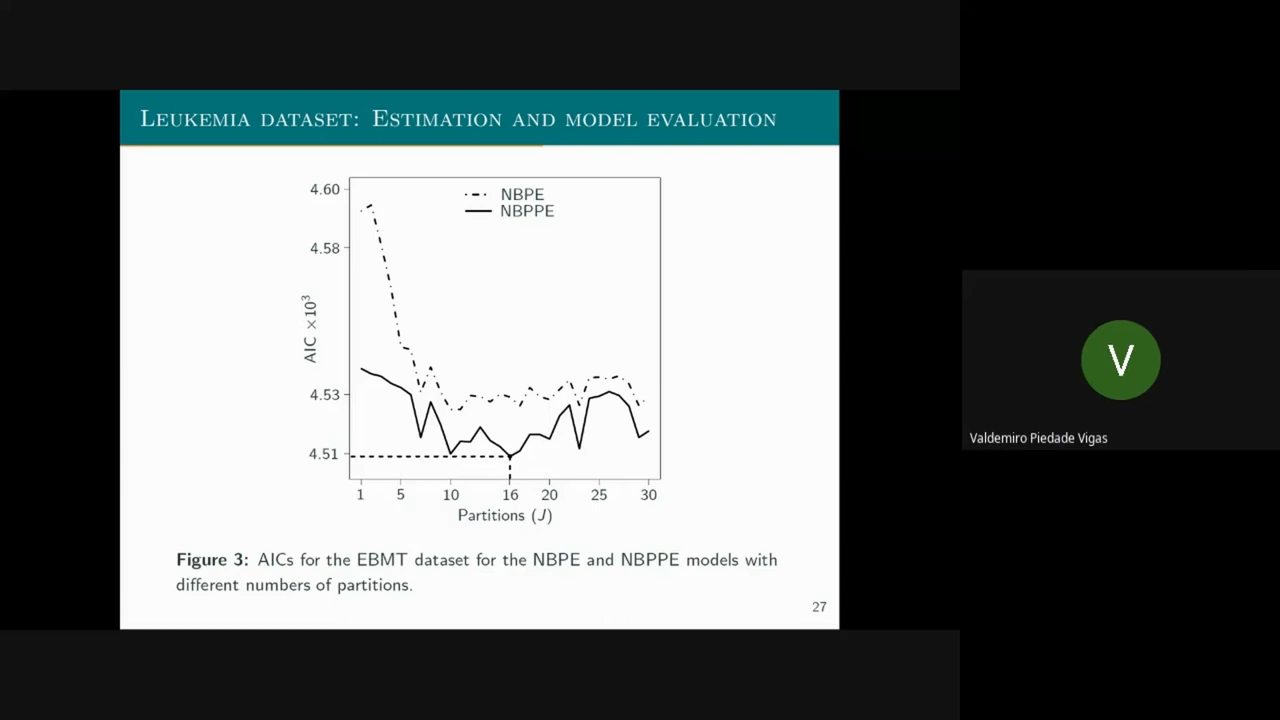 LEUKEMIA DATASET: ESTIMATION AND MODEL EVALUATION
NBPE
NBPPE
4.60
4.58
4.53
4.51
AIC ×10³
1 5 10 16 20 25 30
Partitions (J)
Figure 3: AICs for the EBMT dataset for the NBPE and NBPPE models with
different numbers of partitions.
27
V
Valdemiro Piedade Vigas